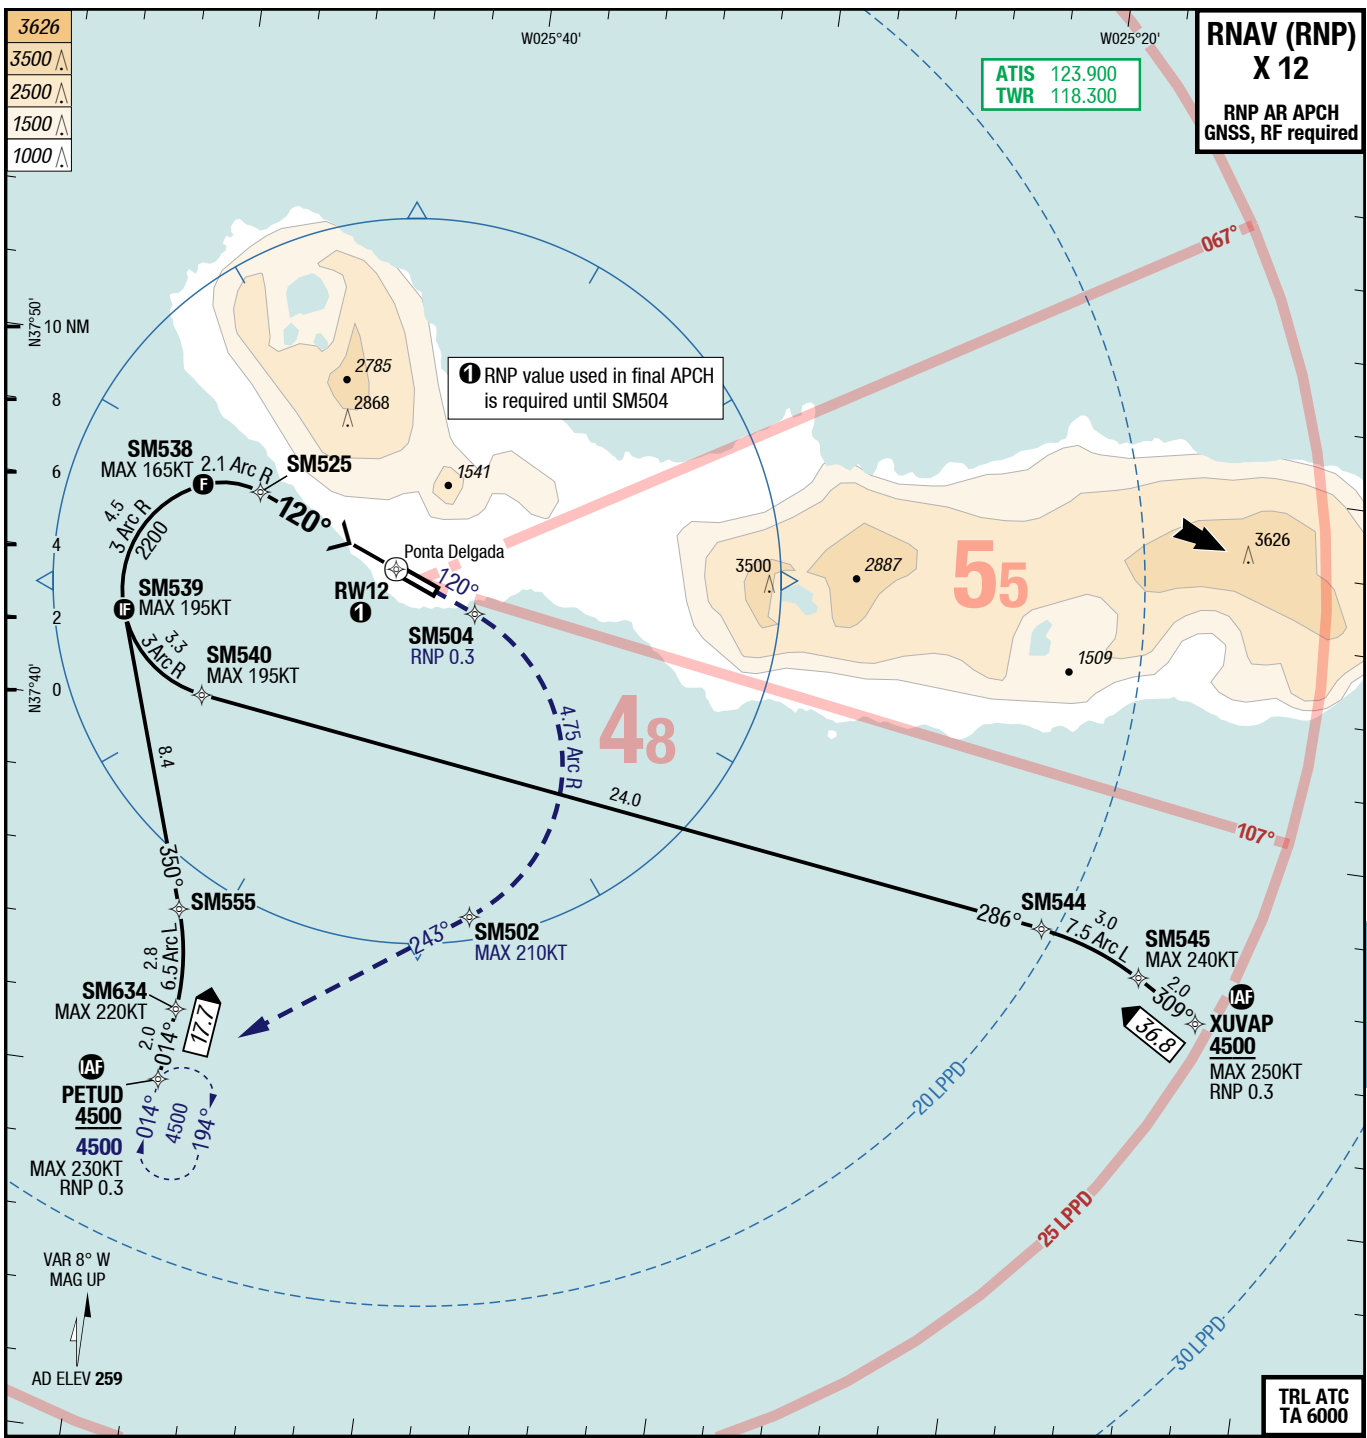 3626
3500
2500
1500
1000
W025°40'
W025°20'
ATIS 123.900
TWR 118.300
RNAV (RNP)
X 12
RNP AR APCH
GNSS, RF required
067°
N37°50'
10 NM
8
6
4
2
0
N37°40'
2785
2868
1541
1 RNP value used in final APCH
is required until SM504
SM538
MAX 165KT
F
2.1 Arc R
SM525
120°
4.5
3 Arc R
2200
Ponta Delgada
RW12
1
120°
SM504
RNP 0.3
IF
SM539
MAX 195KT
3.3
3 Arc R
SM540
MAX 195KT
3500
2887
55
3626
1509
48
4.75 Arc R
24.0
107°
8.4
350°
SM555
2.8
6.5 Arc L
SM634
MAX 220KT
2.0
014°
17.7
IAF
PETUD
4500
4500
MAX 230KT
RNP 0.3
014°
4500
194°
243°
SM502
MAX 210KT
286°
SM544
3.0
7.5 Arc L
SM545
MAX 240KT
2.0
309°
36.8
IAF
XUVAP
4500
MAX 250KT
RNP 0.3
20 LPPD
25 LPPD
30 LPPD
VAR 8° W
MAG UP
AD ELEV 259
TRL ATC
TA 6000